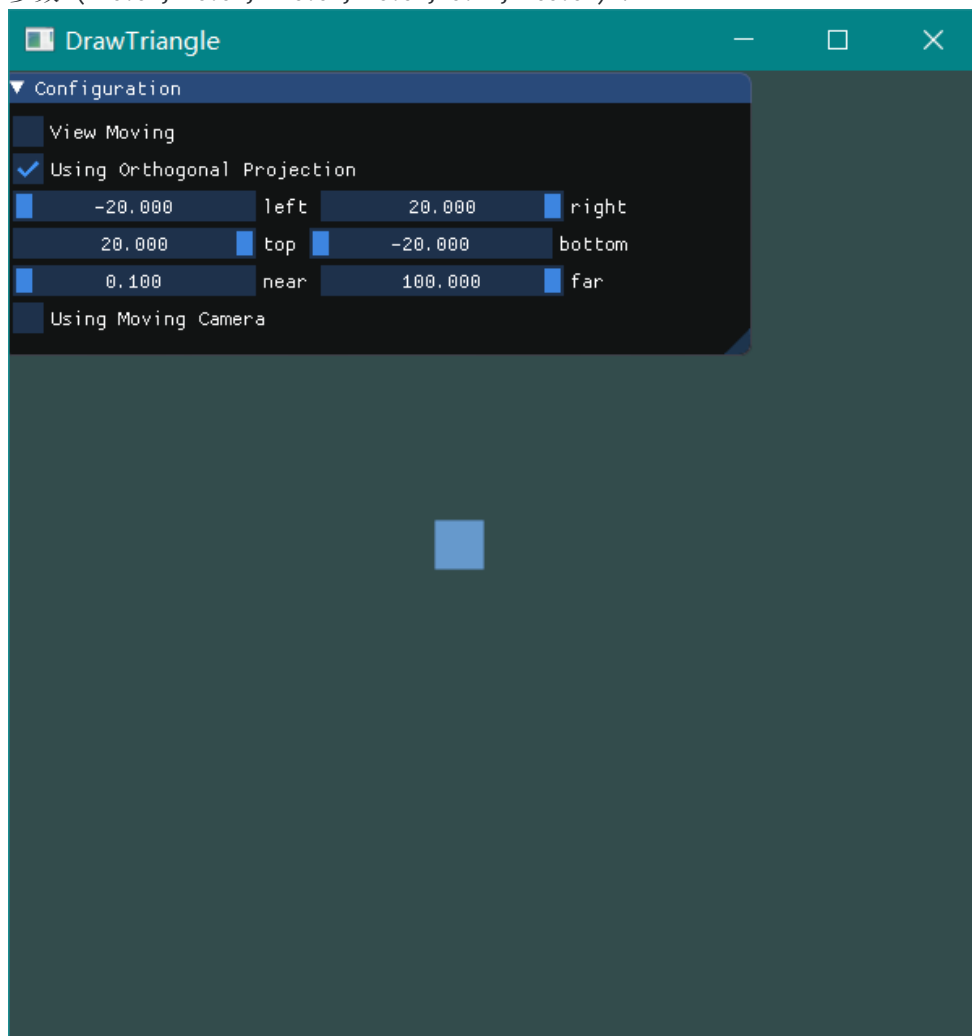 DrawTriangle
Configuration
View Moving
Using Orthogonal Projection
-20.000 left 20.000 right
20.000 top -20.000 bottom
0.100 near 100.000 far
Using Moving Camera